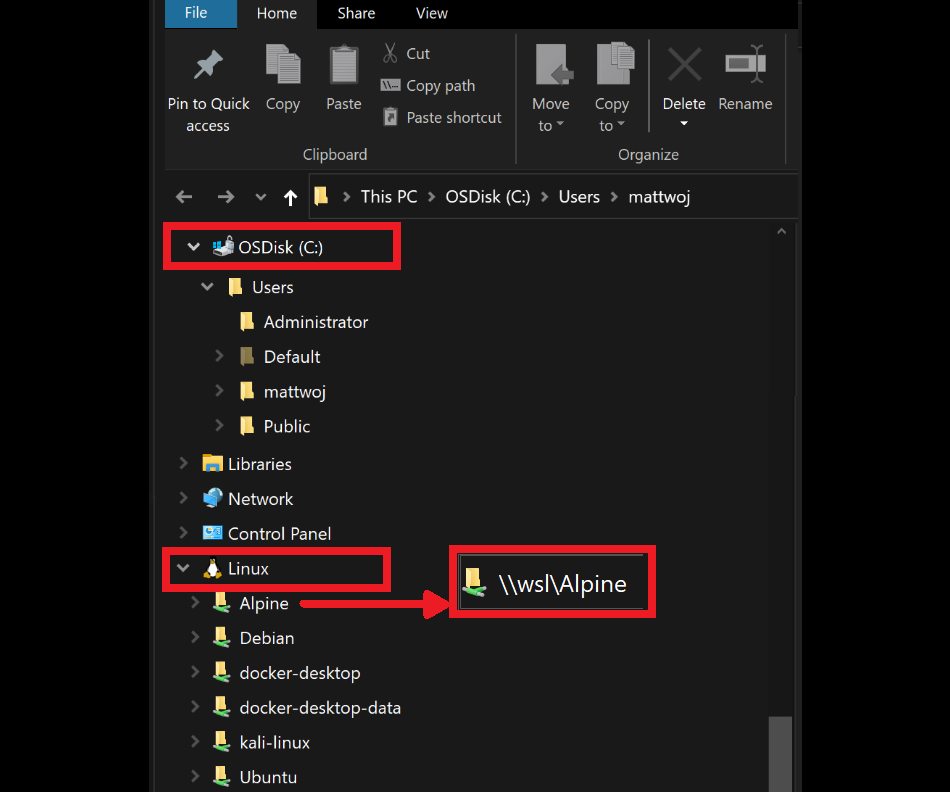 File Home Share View
Pin to Quick access
Copy
Paste
Cut
Copy path
Paste shortcut
Clipboard
Move to
Copy to
Delete
Rename
Organize
This PC OSDisk (C:) Users mattwoj
OSDisk (C:)
Users
Administrator
Default
mattwoj
Public
Libraries
Network
Control Panel
Linux
Alpine
\\wsl\Alpine
Debian
docker-desktop
docker-desktop-data
kali-linux
Ubuntu